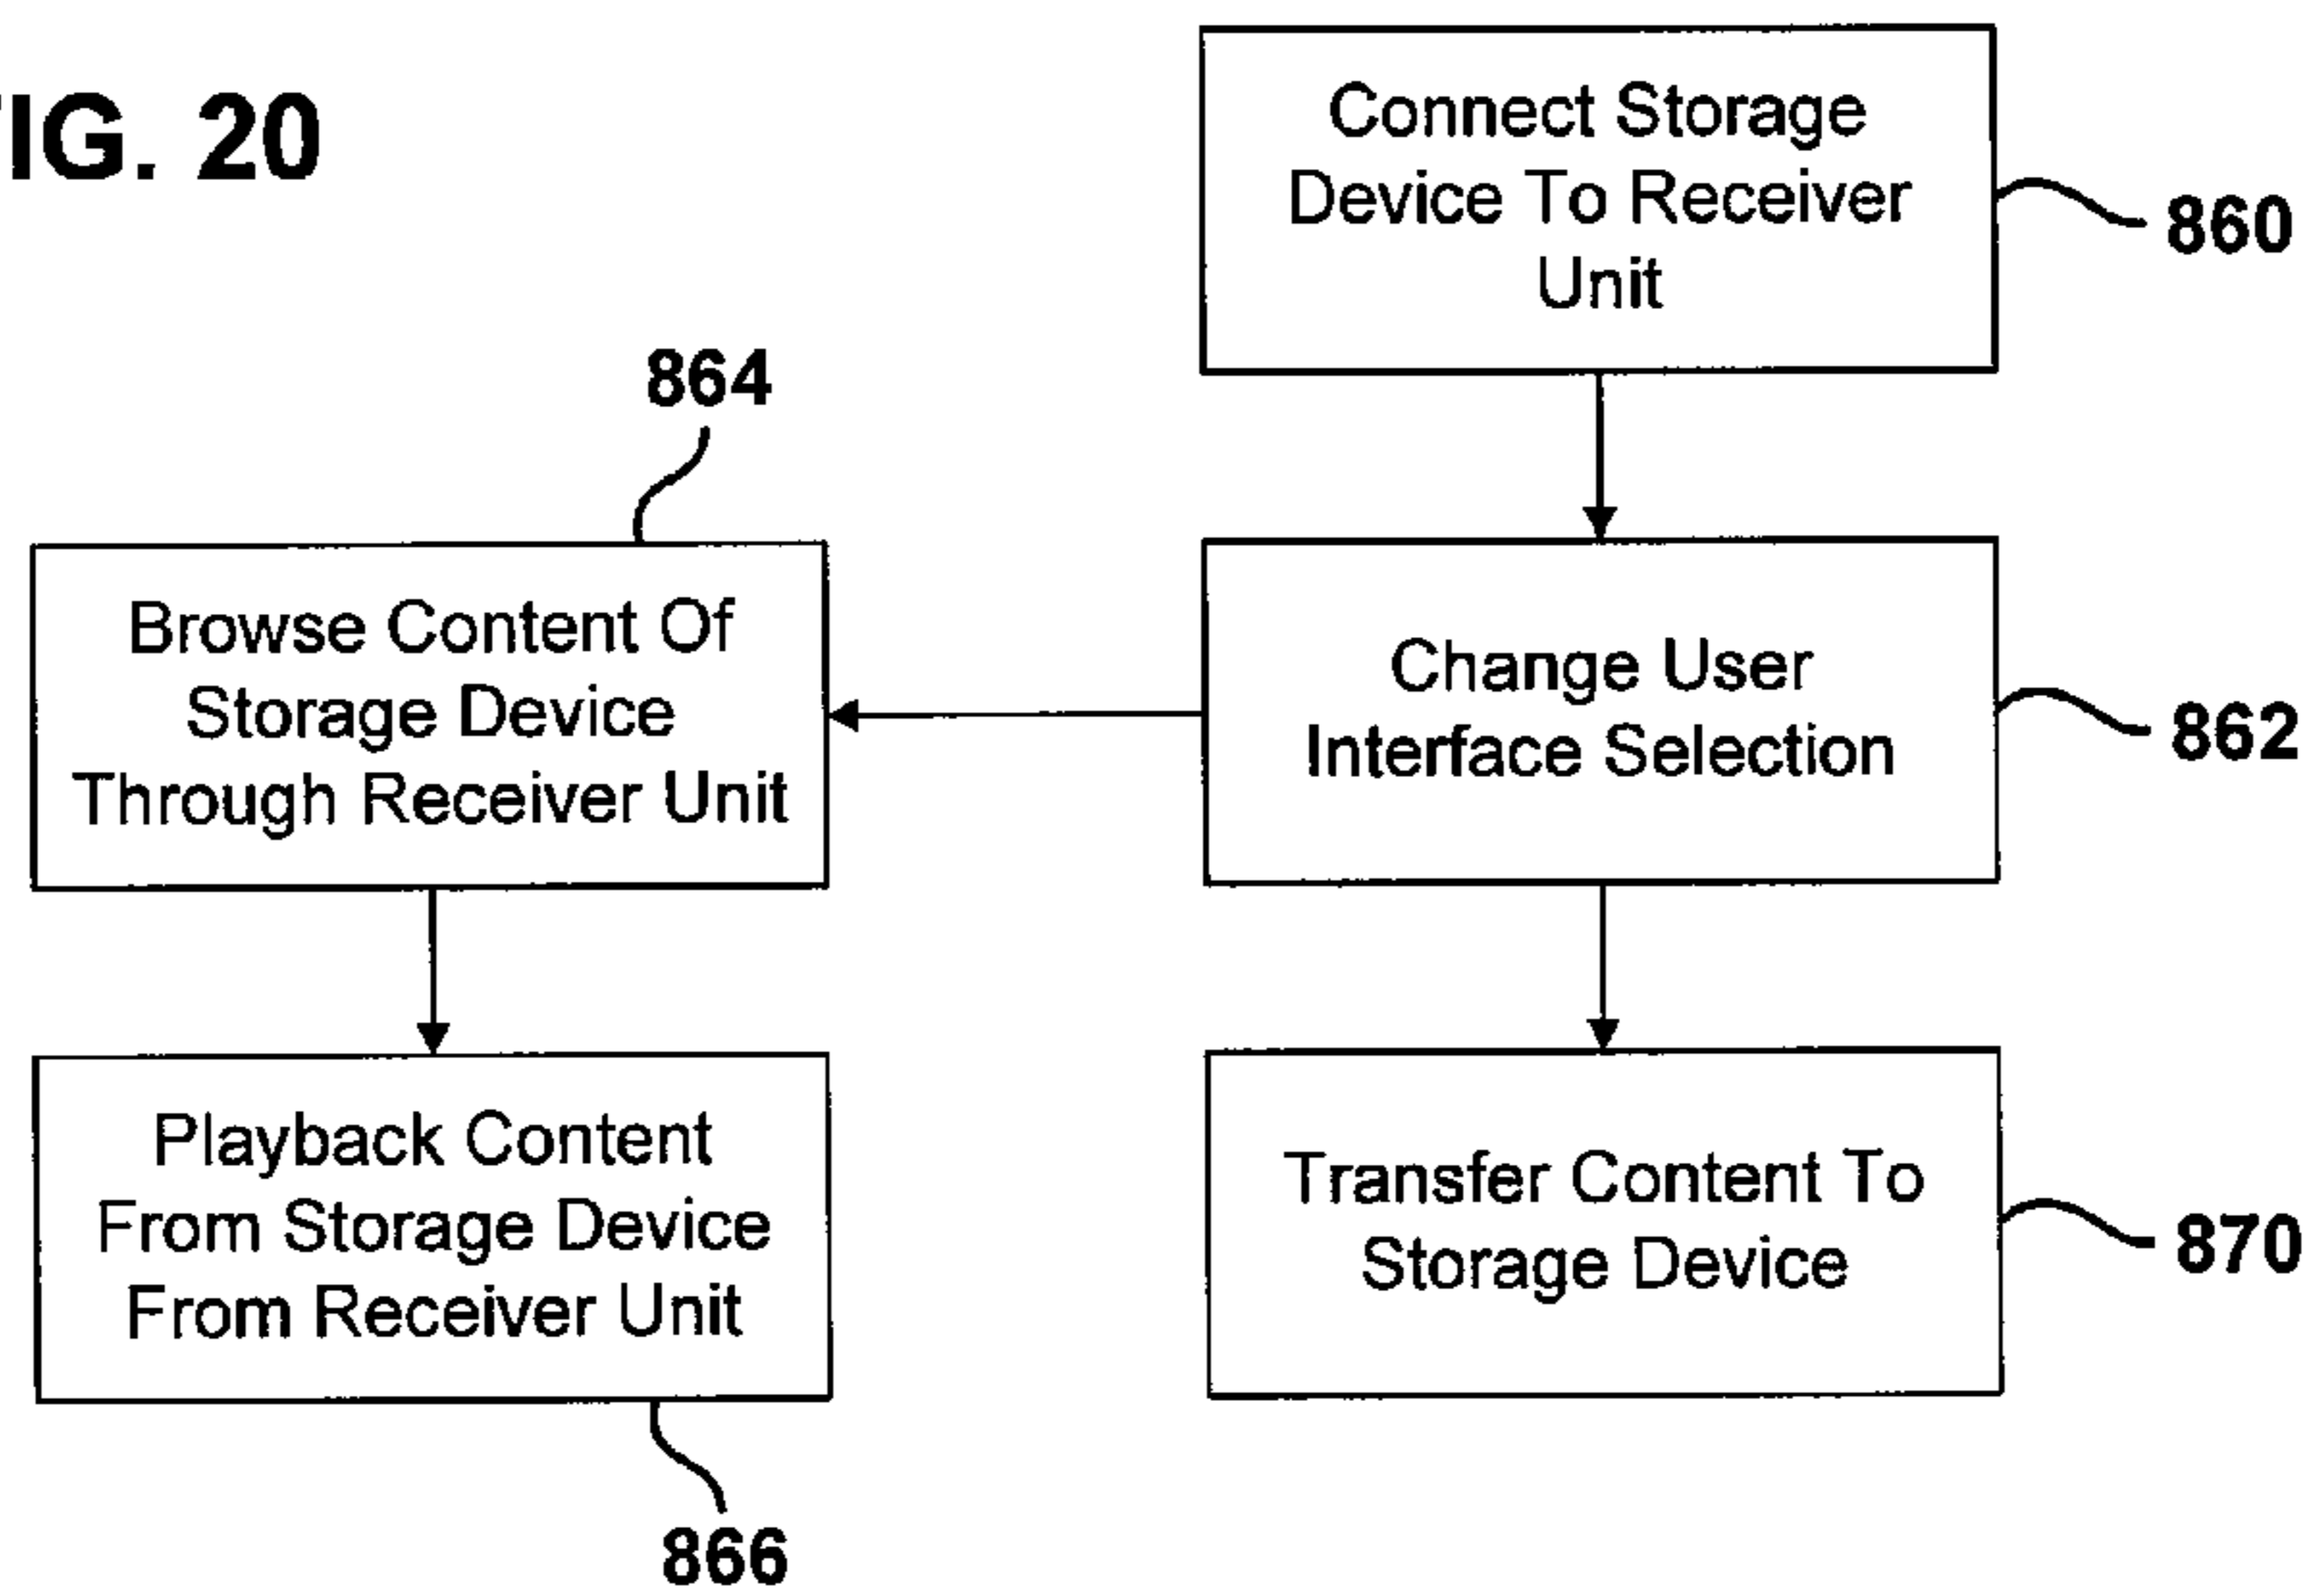 FIG. 20
Connect Storage
Device To Receiver
Unit
860
864
Browse Content Of
Storage Device
Through Receiver Unit
Change User
Interface Selection
862
Playback Content
From Storage Device
From Receiver Unit
866
Transfer Content To
Storage Device
870